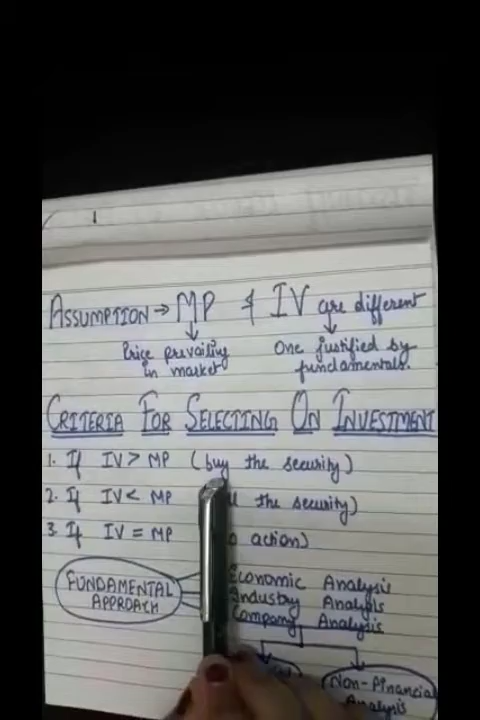 ASSUMPTION → MP & IV are different
Price prevailing in market
One justified by fundamentals.
CRITERIA FOR SELECTING ON INVESTMENT
1. If IV > MP (buy the security)
2. If IV < MP the security)
3. If IV = MP action)
FUNDAMENTAL APPROACH
Economic Analysis
Industry Analysis
Company Analysis
Non-Financial
Analysis